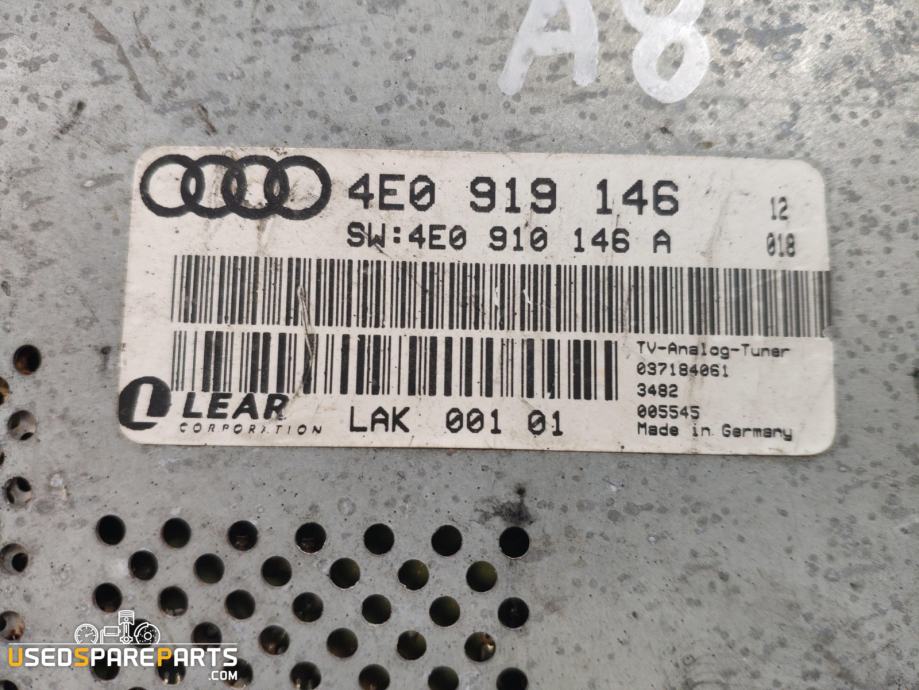 A8
4E0 919 146
12
SW:4E0 910 146 A
018
TV-Analog-Tuner
037184061
3482
005545
Made in Germany
LEAR
CORPORATION
LAK 001 01
USEDSPAREPARTS
.COM